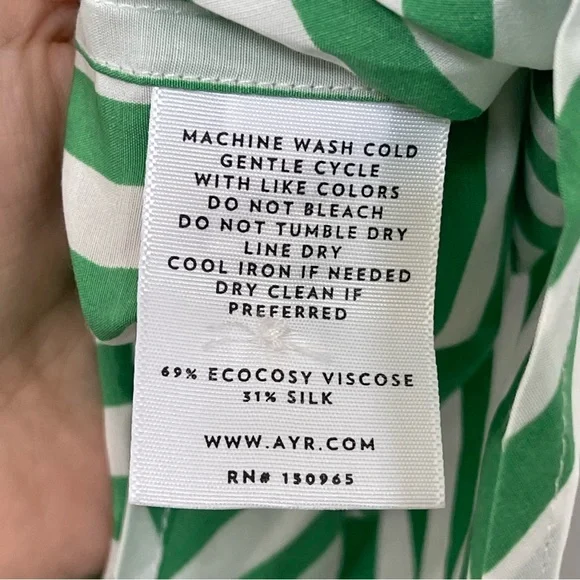 MACHINE WASH COLD
GENTLE CYCLE
WITH LIKE COLORS
DO NOT BLEACH
DO NOT TUMBLE DRY
LINE DRY
COOL IRON IF NEEDED
DRY CLEAN IF
PREFERRED
69% ECOCOSY VISCOSE
31% SILK
WWW.AYR.COM
RN# 150965